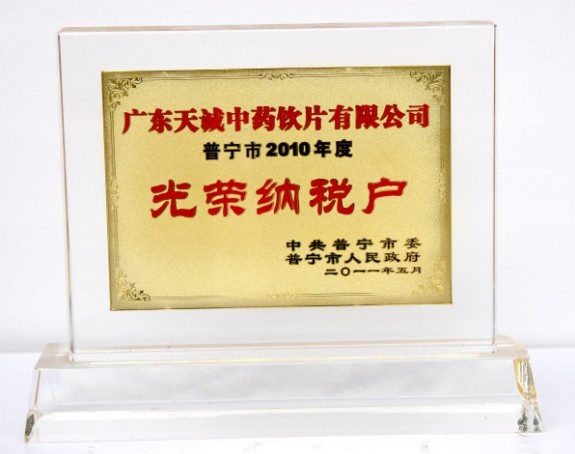 广东天诚中药饮片有限公司
普宁市2010年度
光荣纳税户
中共普宁市委
普宁市人民政府
二〇一一年五月